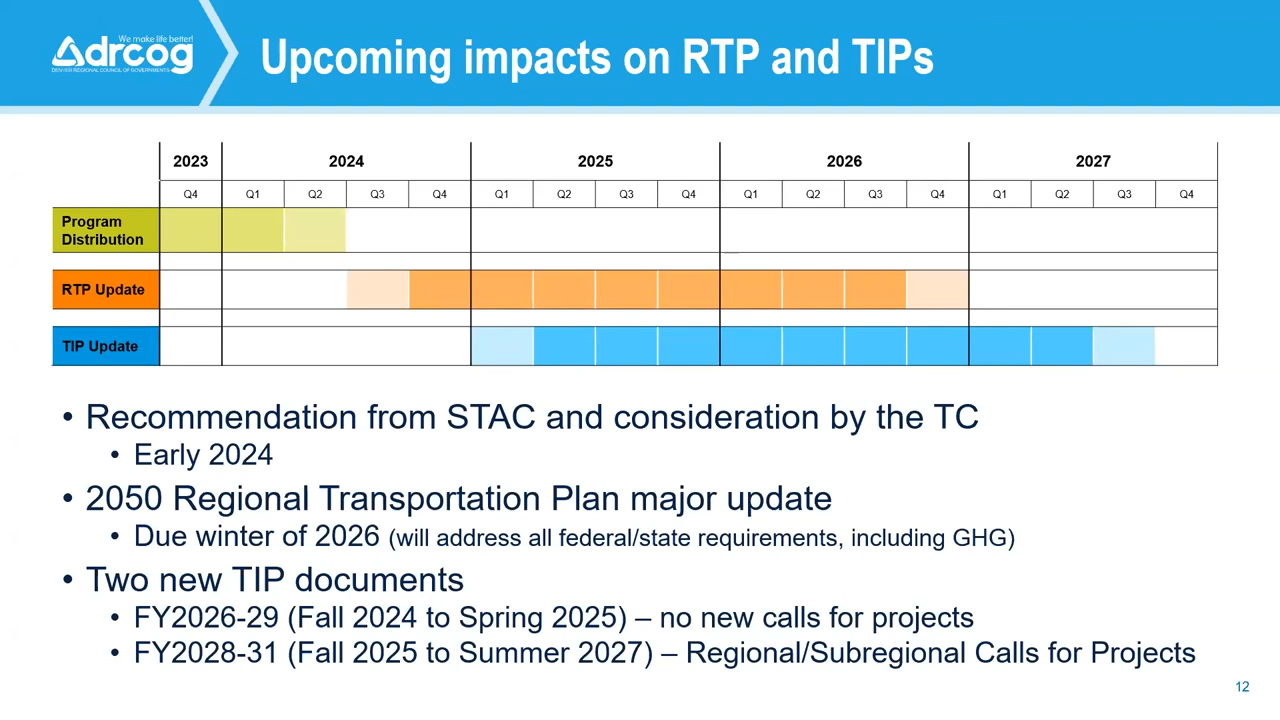 We make life better!
drcog
DENVER REGIONAL COUNCIL OF GOVERNMENTS
Upcoming impacts on RTP and TIPs
2023 2024 2025 2026 2027
Q4 Q1 Q2 Q3 Q4 Q1 Q2 Q3 Q4 Q1 Q2 Q3 Q4 Q1 Q2 Q3 Q4
Program
Distribution
RTP Update
TIP Update
• Recommendation from STAC and consideration by the TC
• Early 2024
• 2050 Regional Transportation Plan major update
• Due winter of 2026 (will address all federal/state requirements, including GHG)
• Two new TIP documents
• FY2026-29 (Fall 2024 to Spring 2025) – no new calls for projects
• FY2028-31 (Fall 2025 to Summer 2027) – Regional/Subregional Calls for Projects
12